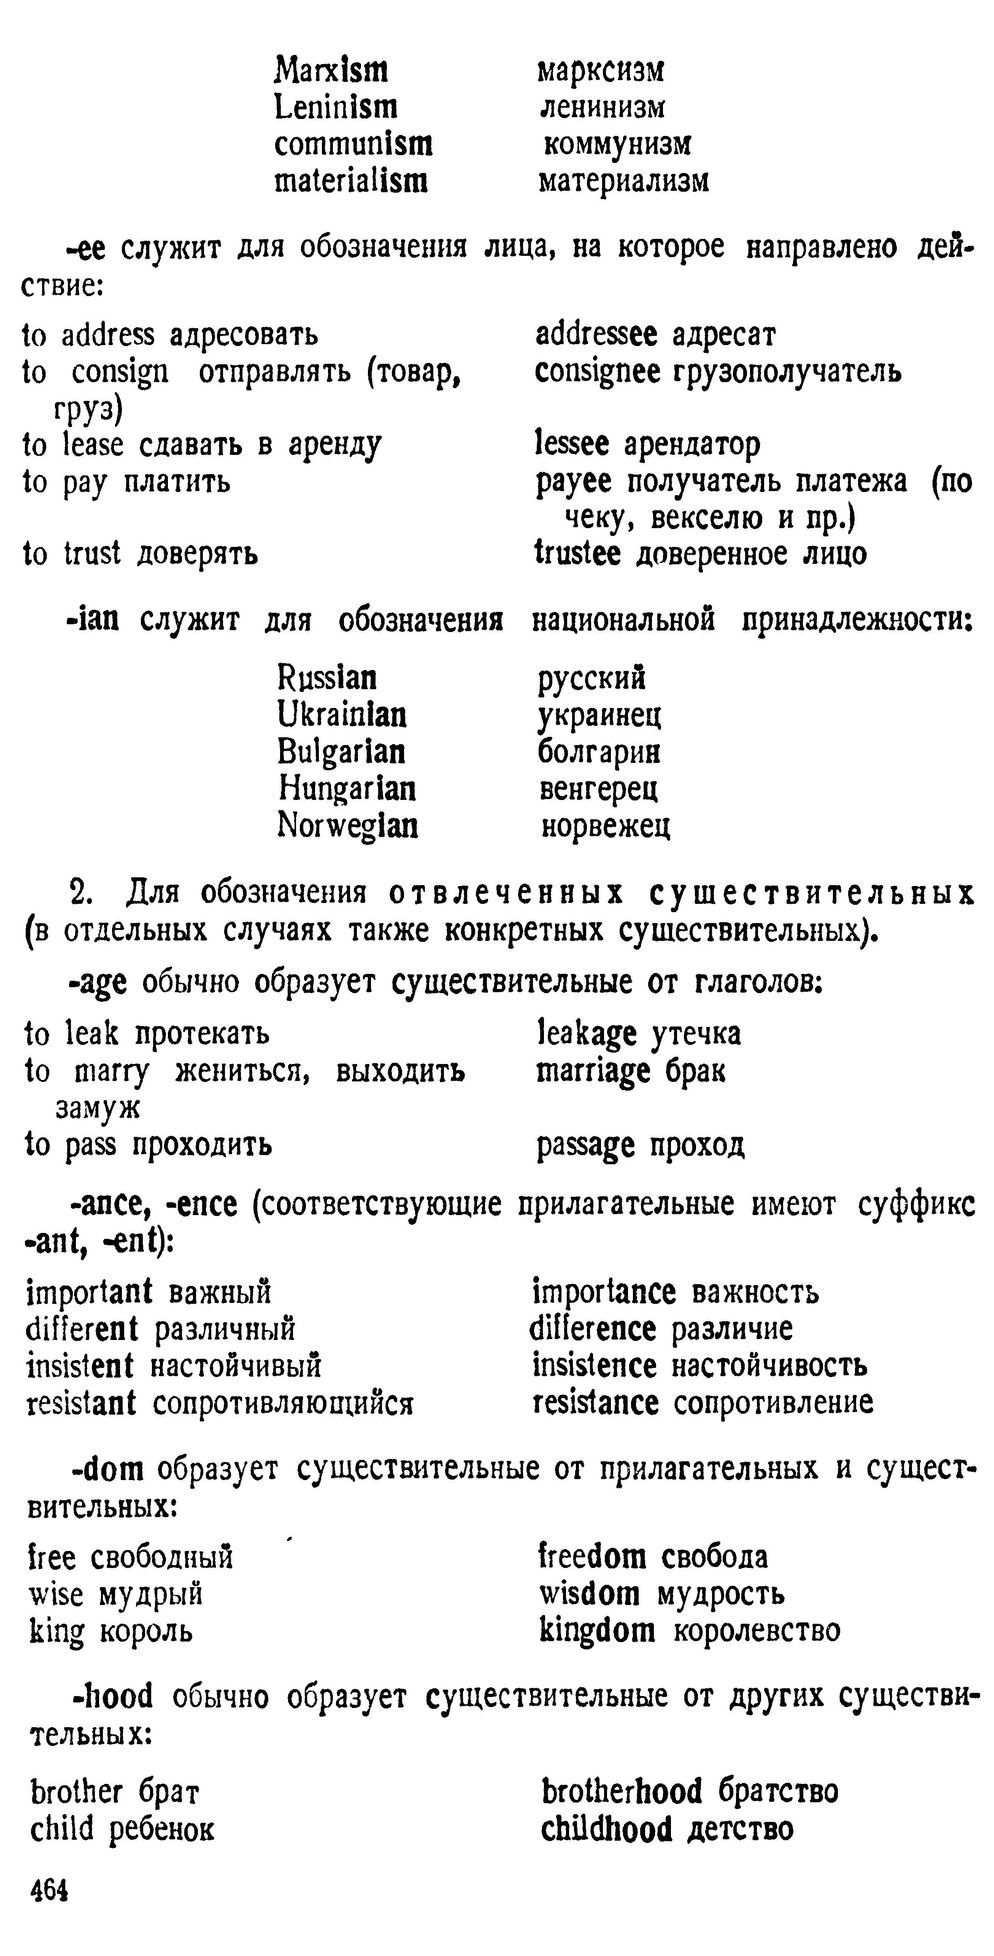 Marxism марксизм
Leninism ленинизм
communism коммунизм
materialism материализм
-ee служит для обозначения лица, на которое направлено дей-
ствие:
to address адресовать addressee адресат
to consign отправлять (товар, consignee грузополучатель
груз)
to lease сдавать в аренду lessee арендатор
to pay платить payee получатель платежа (по
чеку, векселю и пр.)
to trust доверять trustee доверенное лицо
-ian служит для обозначения национальной принадлежности:
Russian русский
Ukrainian украинец
Bulgarian болгарин
Hungarian венгерец
Norwegian норвежец
2. Для обозначения отвлеченных существительных
(в отдельных случаях также конкретных существительных).
-age обычно образует существительные от глаголов:
to leak протекать leakage утечка
to marry жениться, выходить marriage брак
замуж
to pass проходить passage проход
-ance, -ence (соответствующие прилагательные имеют суффикс
-ant, -ent):
important важный importance важность
different различный difference различие
insistent настойчивый insistence настойчивость
resistant сопротивляющийся resistance сопротивление
-dom образует существительные от прилагательных и сущест-
вительных:
free свободный freedom свобода
wise мудрый wisdom мудрость
king король kingdom королевство
-hood обычно образует существительные от других существи-
тельных:
brother брат brotherhood братство
child ребенок childhood детство
464